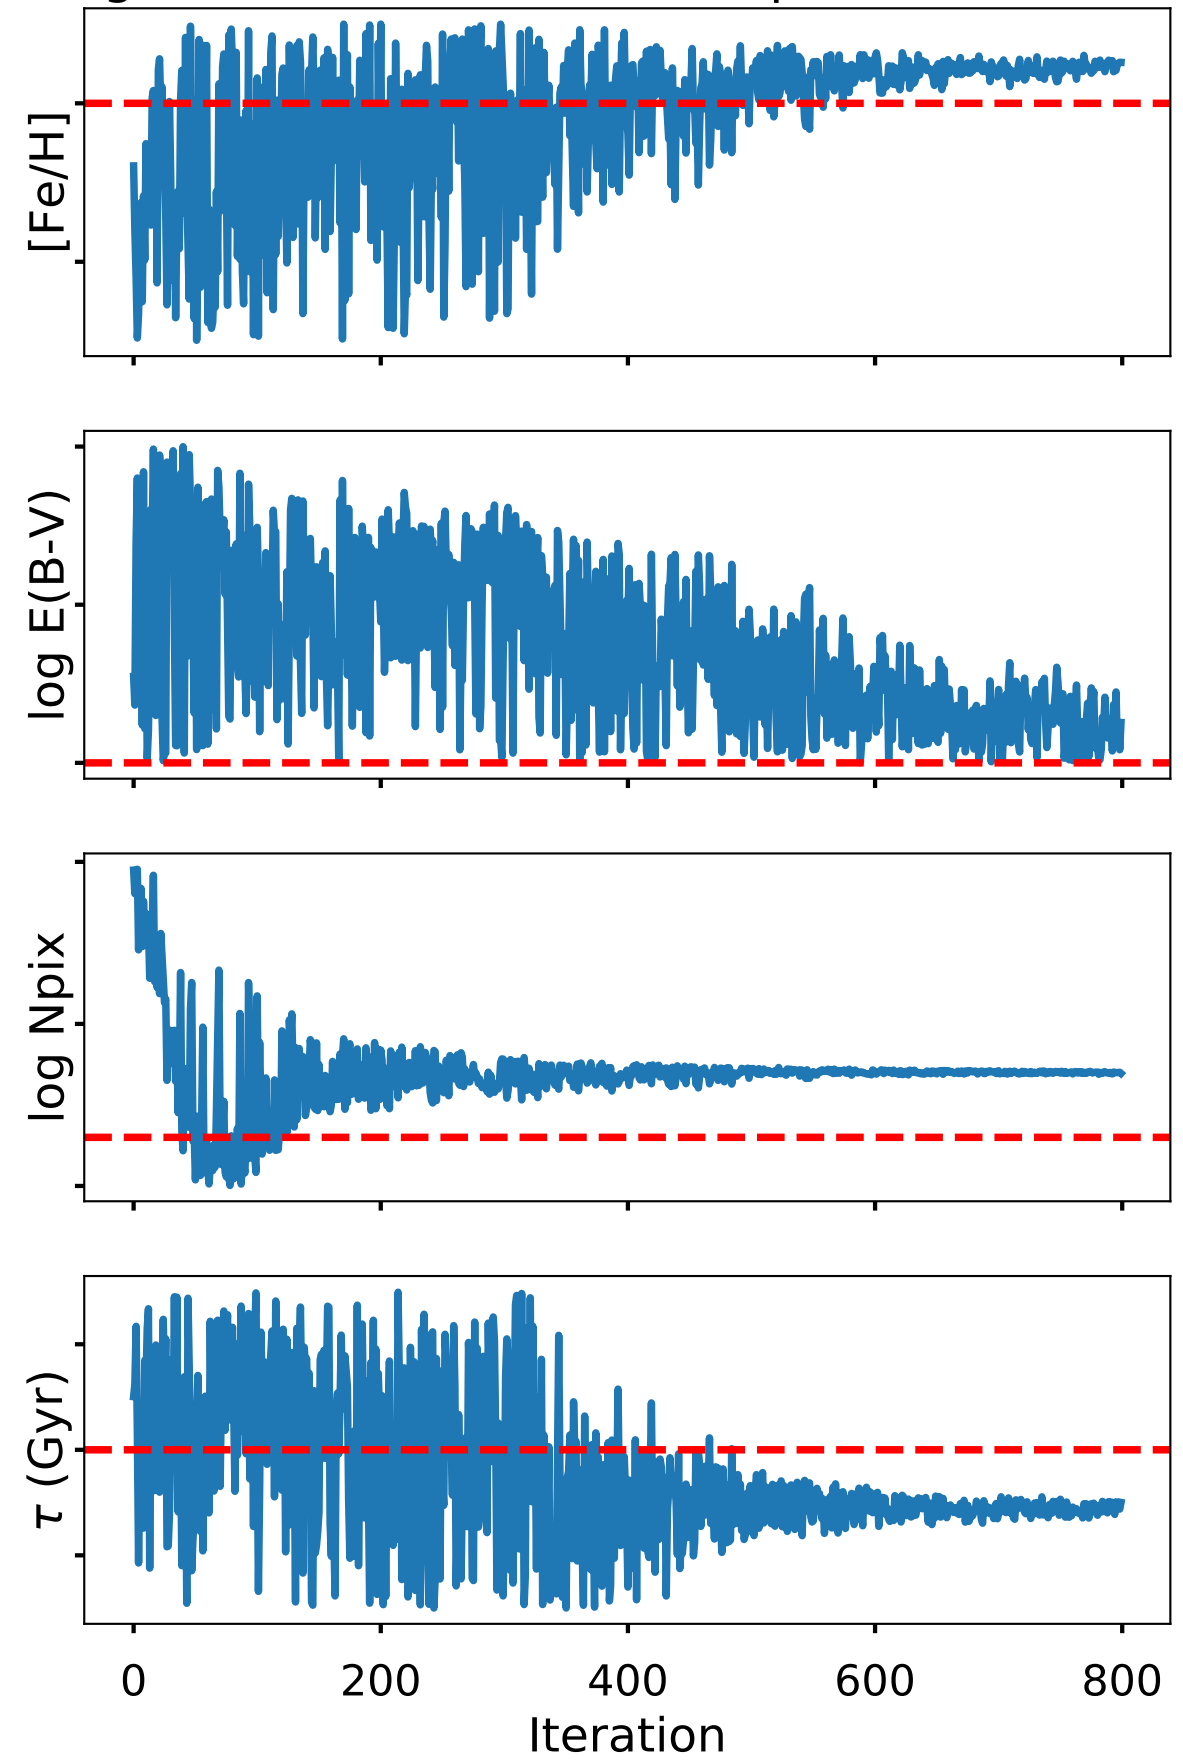 [Fe/H]
log E(B-V)
log Npix
τ (Gyr)
0 200 400 600 800
Iteration